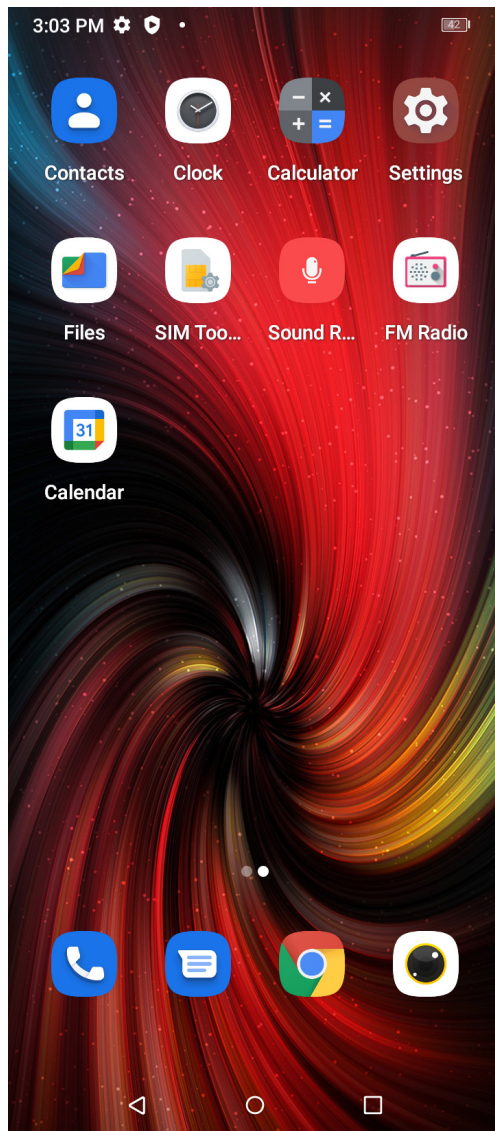 3:03 PM 42
Contacts Clock Calculator Settings
Files SIM Too... Sound R... FM Radio
31
Calendar